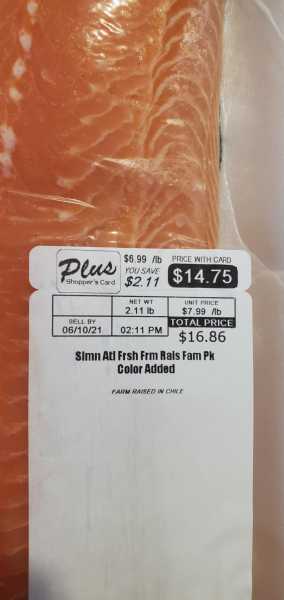 Plus
Shopper's Card
$6.99 /lb
YOU SAVE
$2.11
PRICE WITH CARD
$14.75
NET WT
2.11 lb
UNIT PRICE
$7.99 /lb
SELL BY
06/10/21
02:11 PM
TOTAL PRICE
$16.86
Slmn Atl Frsh Frm Rais Fam Pk
Color Added
FARM RAISED IN CHILE